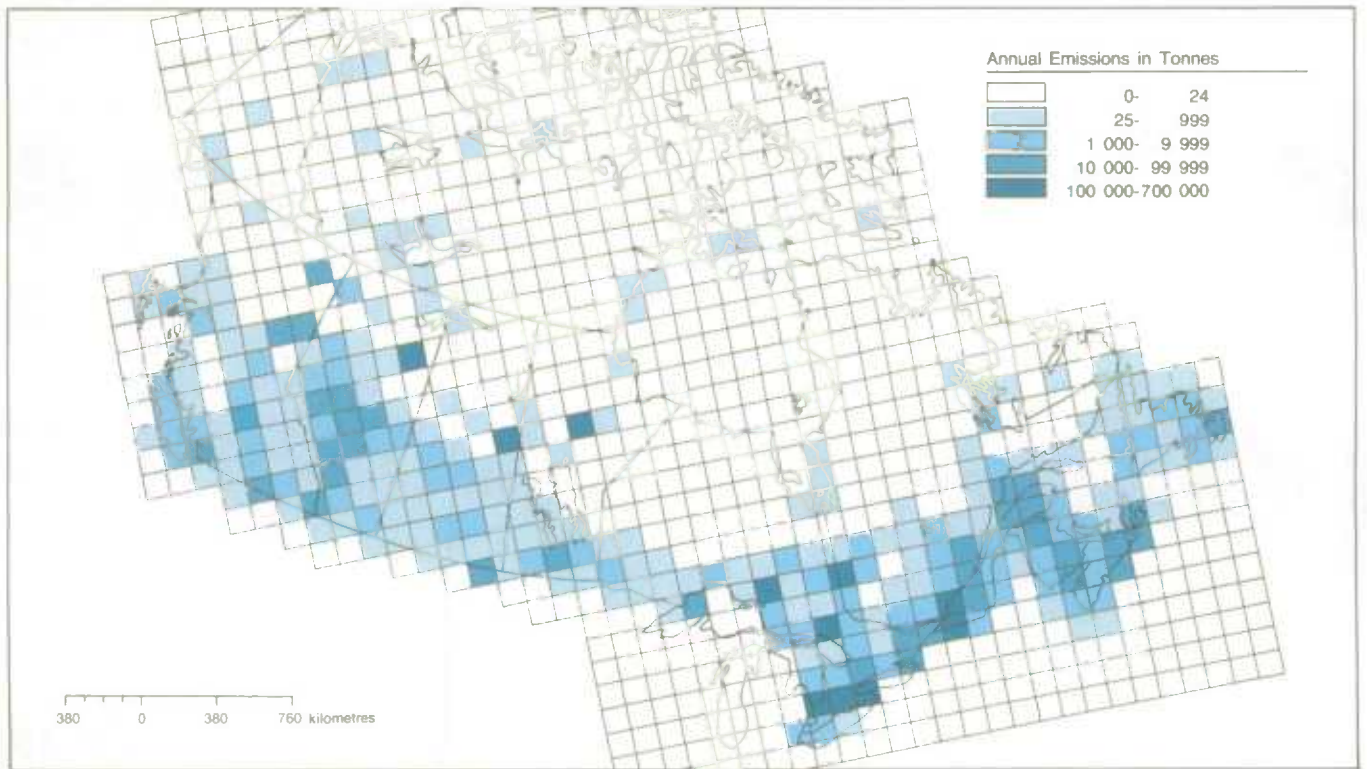 Annual Emissions in Tonnes
0- 24
25- 999
1 000- 9 999
10 000- 99 999
100 000-700 000
380 0 380 760 kilometres